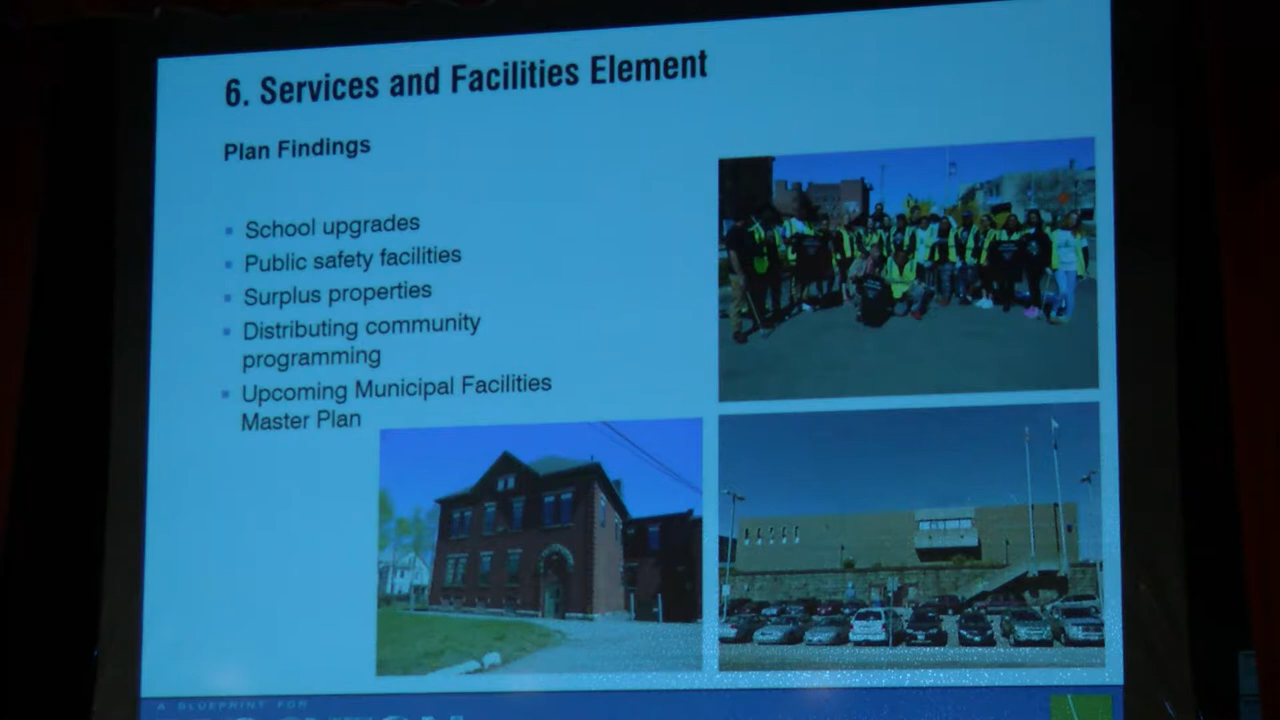 6. Services and Facilities Element
Plan Findings
School upgrades
Public safety facilities
Surplus properties
Distributing community
programming
Upcoming Municipal Facilities
Master Plan
A BLUEPRINT FOR